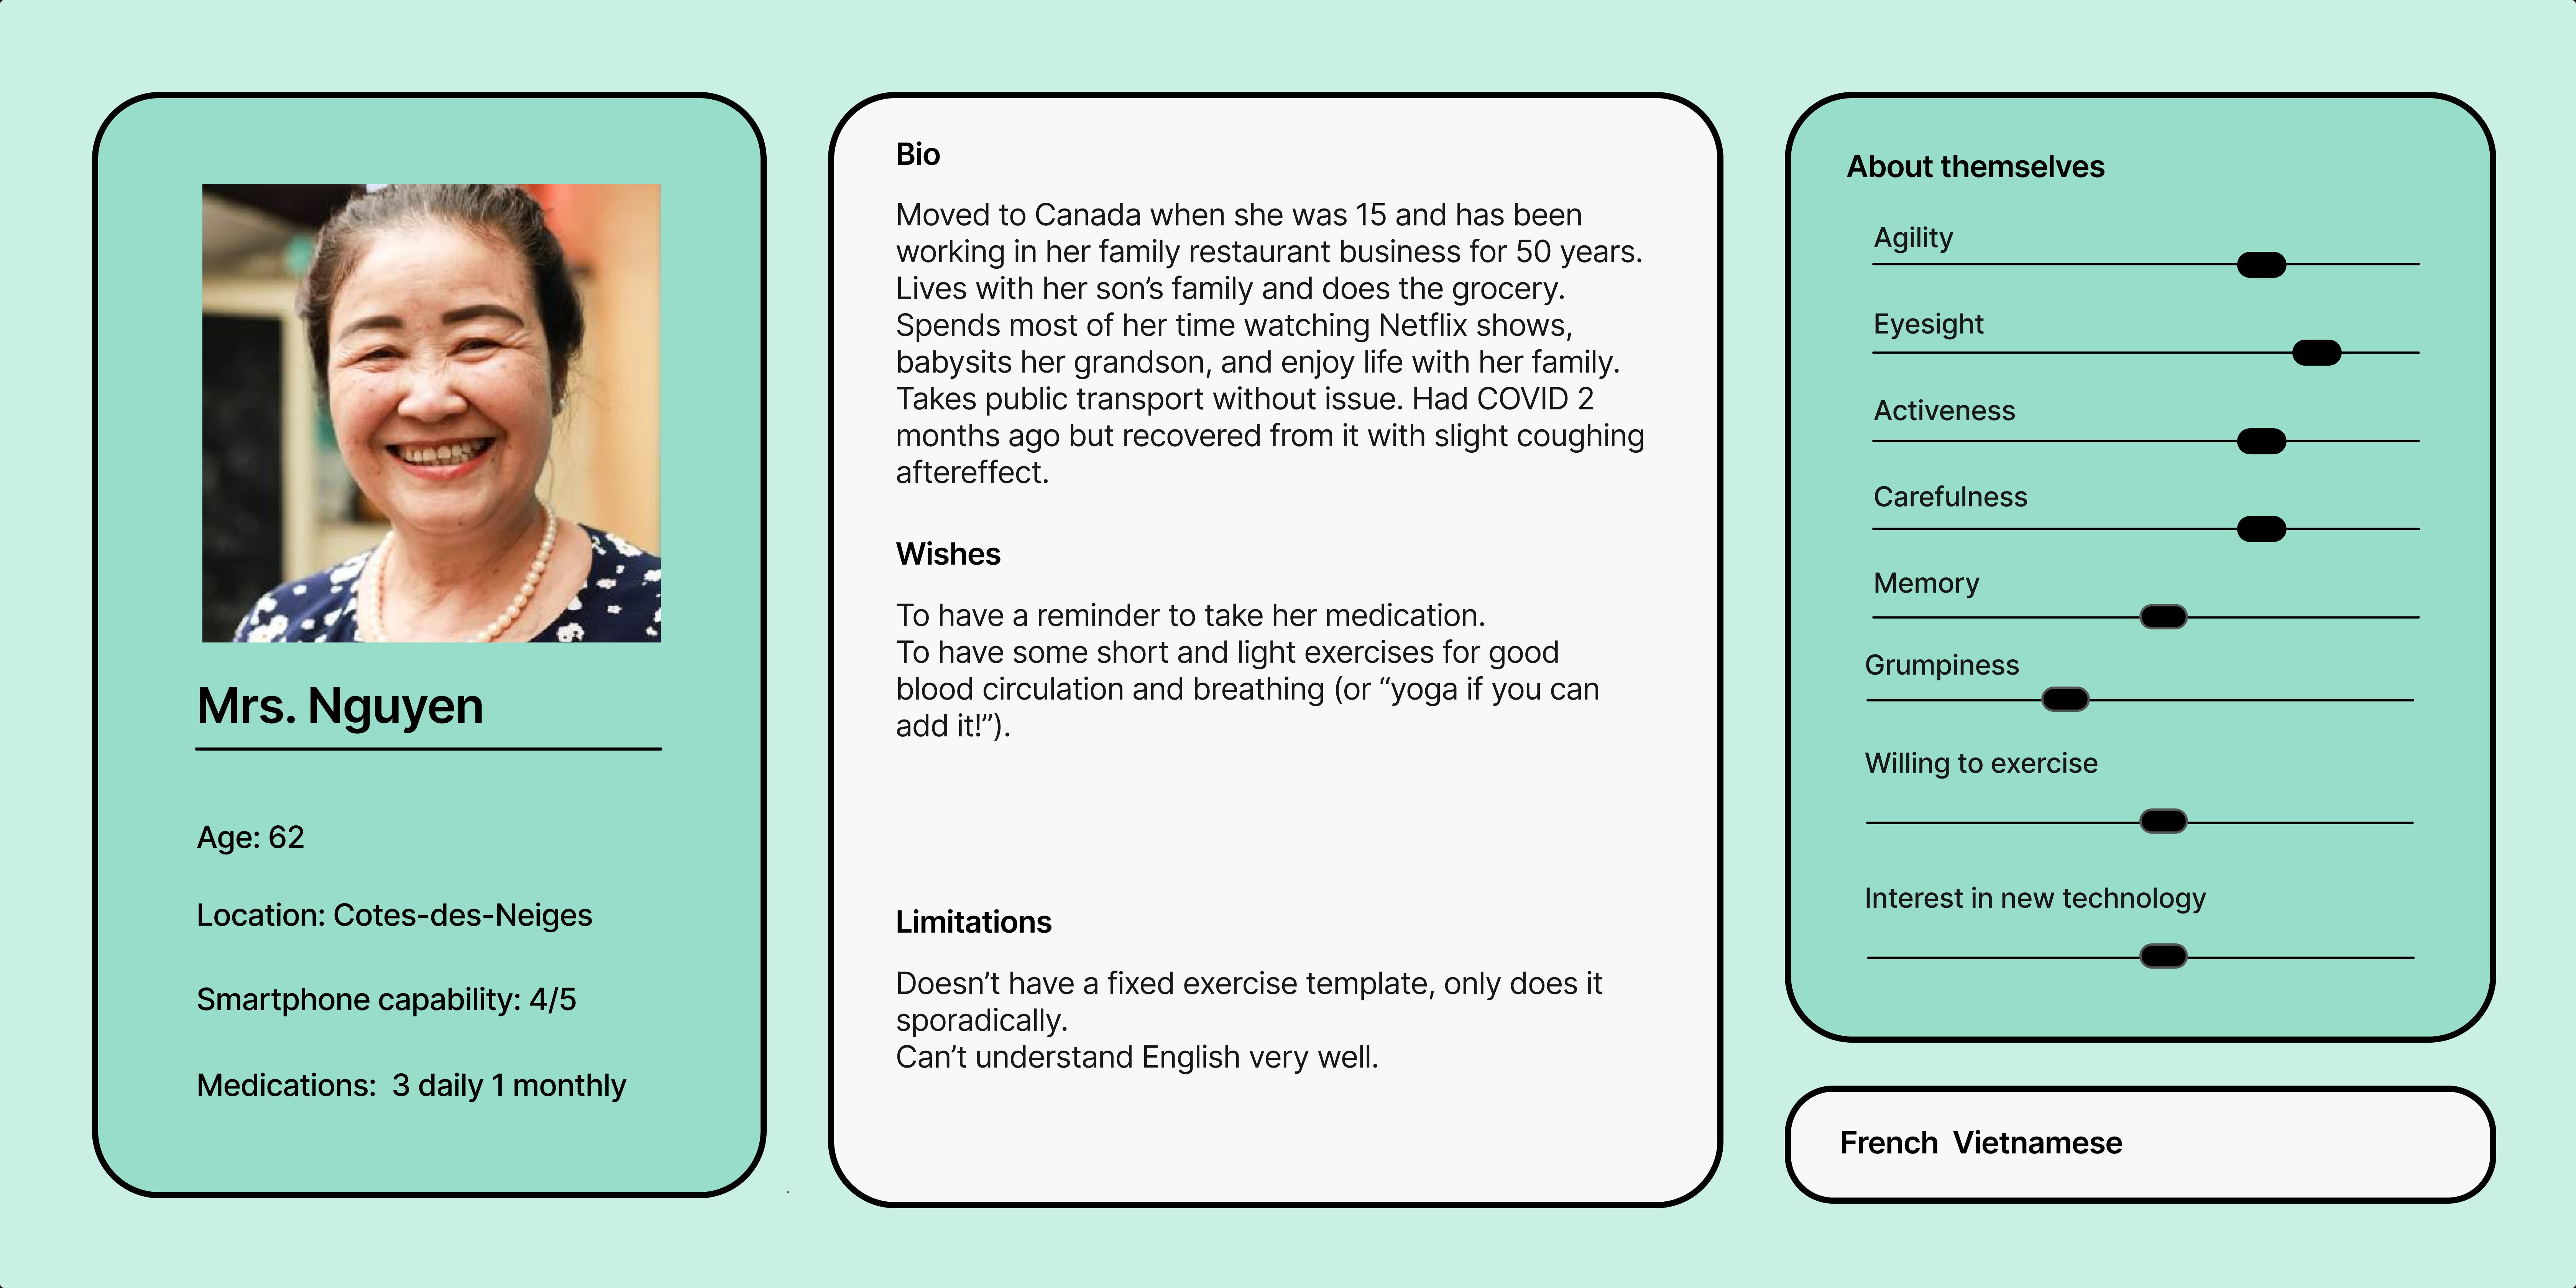 Mrs. Nguyen
Age: 62
Location: Cotes-des-Neiges
Smartphone capability: 4/5
Medications:  3 daily 1 monthly
Bio
Moved to Canada when she was 15 and has been
working in her family restaurant business for 50 years.
Lives with her son’s family and does the grocery.
Spends most of her time watching Netflix shows,
babysits her grandson, and enjoy life with her family.
Takes public transport without issue. Had COVID 2
months ago but recovered from it with slight coughing
aftereffect.
Wishes
To have a reminder to take her medication.
To have some short and light exercises for good
blood circulation and breathing (or “yoga if you can
add it!”).
Limitations
Doesn’t have a fixed exercise template, only does it
sporadically.
Can’t understand English very well.
About themselves
Agility
Eyesight
Activeness
Carefulness
Memory
Grumpiness
Willing to exercise
Interest in new technology
French  Vietnamese